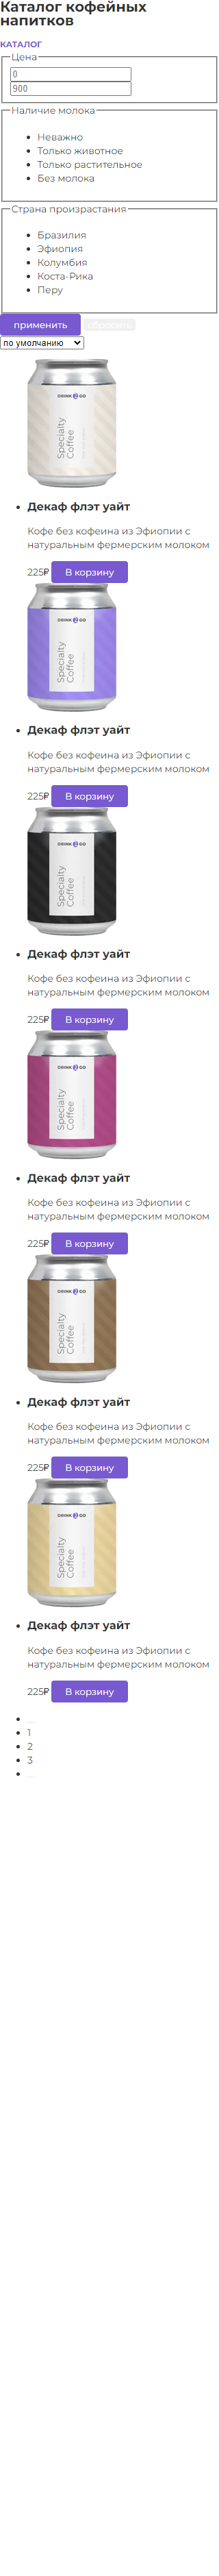 Каталог кофейных
напитков
КАТАЛОГ
Цена
0
900
Наличие молока
Неважно
Только животное
Только растительное
Без молока
Страна произрастания
Бразилия
Эфиопия
Колумбия
Коста-Рика
Перу
применить сбросить
по умолчанию
DRINK 2 GO
Specialty
Coffee
Декаф флэт уайт
Кофе без кофеина из Эфиопии с
натуральным фермерским молоком
225₽ В корзину
DRINK 2 GO
Specialty
Coffee
Декаф флэт уайт
Кофе без кофеина из Эфиопии с
натуральным фермерским молоком
225₽ В корзину
DRINK 2 GO
Specialty
Coffee
Декаф флэт уайт
Кофе без кофеина из Эфиопии с
натуральным фермерским молоком
225₽ В корзину
DRINK 2 GO
Specialty
Coffee
Декаф флэт уайт
Кофе без кофеина из Эфиопии с
натуральным фермерским молоком
225₽ В корзину
DRINK 2 GO
Specialty
Coffee
Декаф флэт уайт
Кофе без кофеина из Эфиопии с
натуральным фермерским молоком
225₽ В корзину
DRINK 2 GO
Specialty
Coffee
Декаф флэт уайт
Кофе без кофеина из Эфиопии с
натуральным фермерским молоком
225₽ В корзину
1
2
3